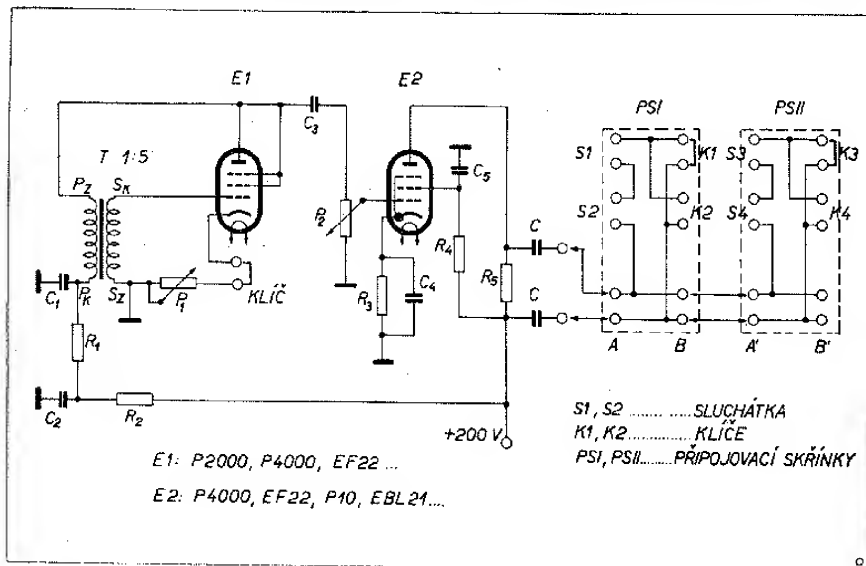 E1
E2
PSI
PSII
C3
T 1:5
PZ
SK
P2
C5
R4
S1
K1
S3
K3
S2
K2
S4
K4
C
R5
C
C1
PK
SZ
P1
KLÍČ
R3
C4
R1
A
B
A'
B'
C2
R2
+200 V
S1, S2 ............ SLUCHÁTKA
K1, K2 ............ KLÍČE
PSI, PSII ......... PŘIPOJOVACÍ SKŘÍNKY
E1: P2000, P4000, EF22 ...
E2: P4000, EF22, P10, EBL21....